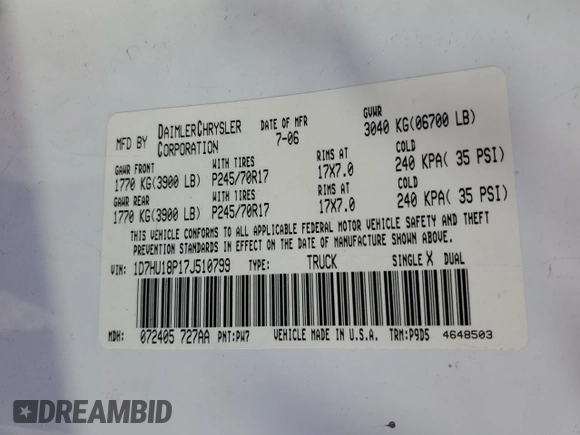 MFD BY DAIMLERCHRYSLER CORPORATION DATE OF MFR 7-06 GVWR 3040 KG(06700 LB)
GAWR FRONT WITH TIRES RIMS AT COLD
1770 KG(3900 LB) P245/70R17 17X7.0 240 KPA( 35 PSI)
GAWR REAR WITH TIRES RIMS AT COLD
1770 KG(3900 LB) P245/70R17 17X7.0 240 KPA( 35 PSI)
THIS VEHICLE CONFORMS TO ALL APPLICABLE FEDERAL MOTOR VEHICLE SAFETY AND THEFT
PREVENTION STANDARDS IN EFFECT ON THE DATE OF MANUFACTURE SHOWN ABOVE.
VIN: 1D7HU18P17J510799 TYPE: TRUCK SINGLE X DUAL
MDH: 072405 727AA PNT:PW7 VEHICLE MADE IN U.S.A. TRM:P9D5 4648503
DREAMBID